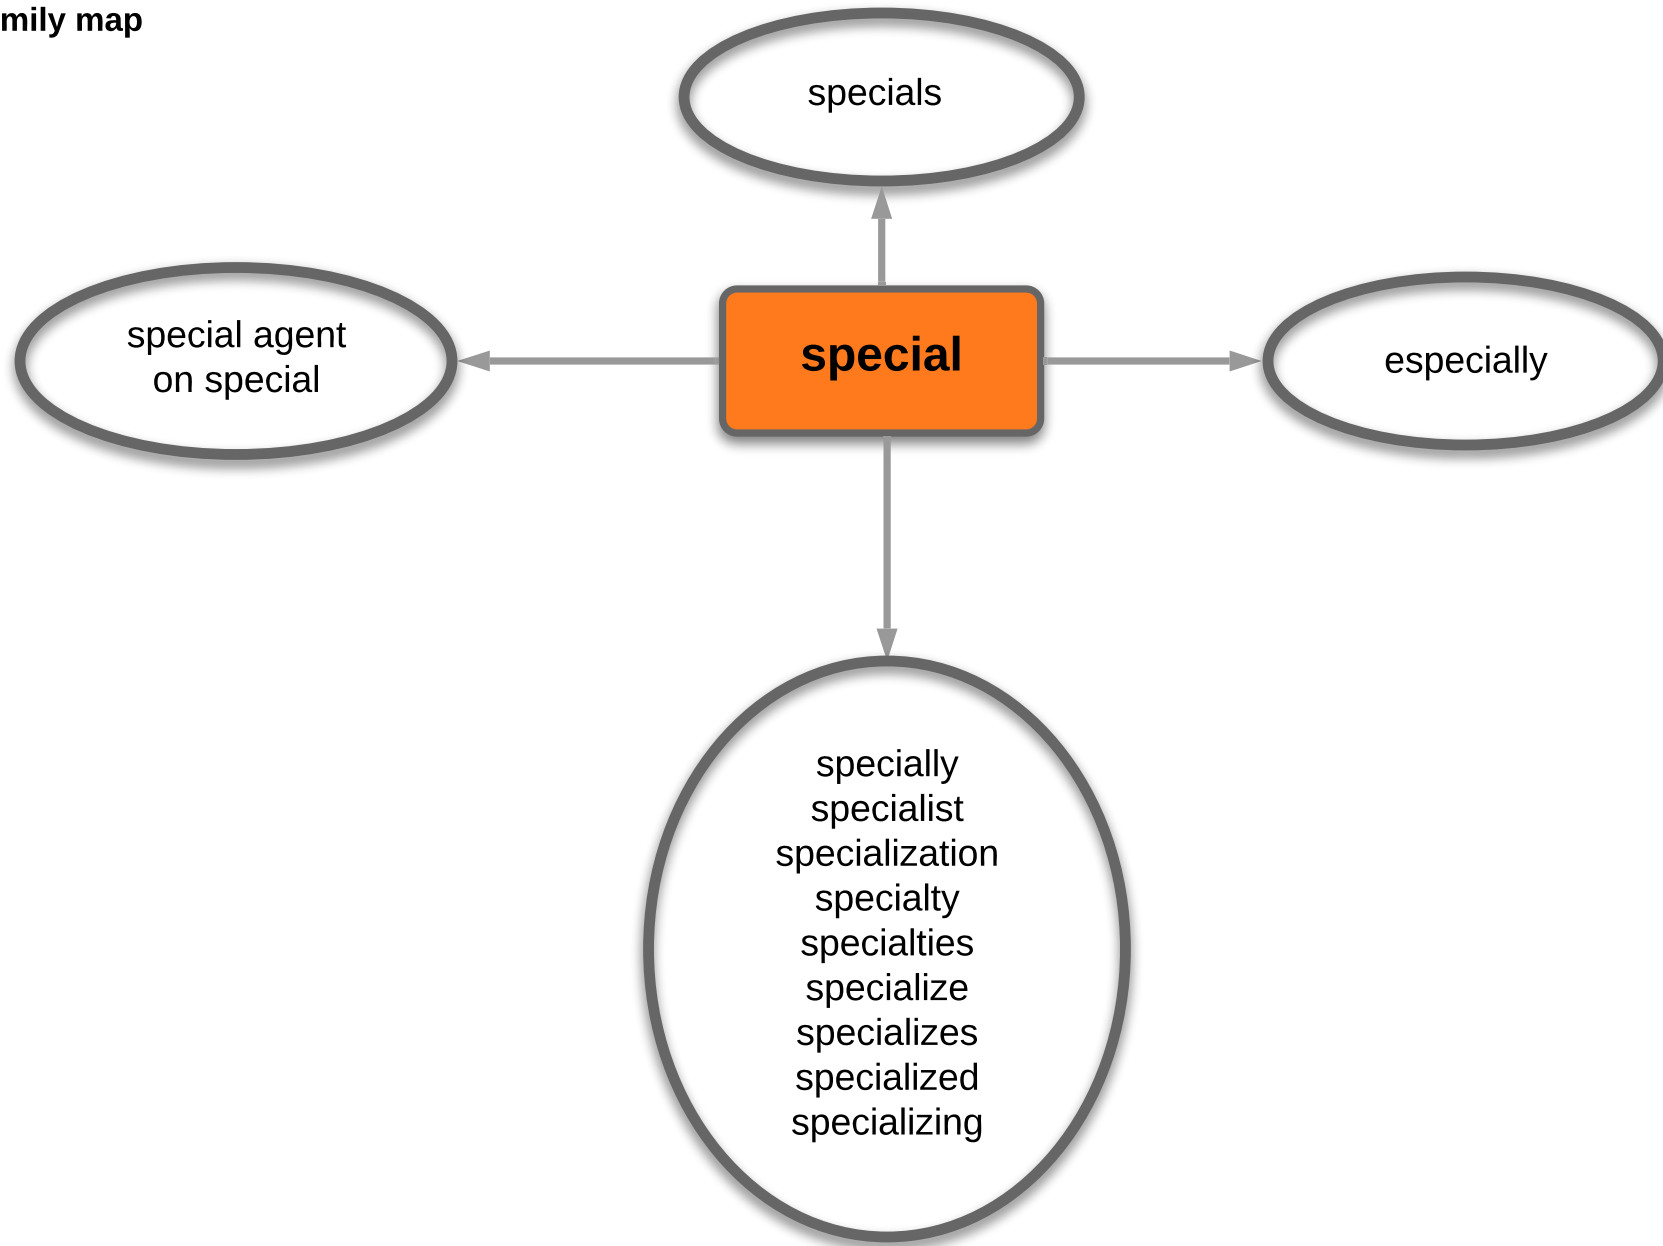 mily map
specials
special agent
on special
special
especially
specially
specialist
specialization
specialty
specialties
specialize
specializes
specialized
specializing